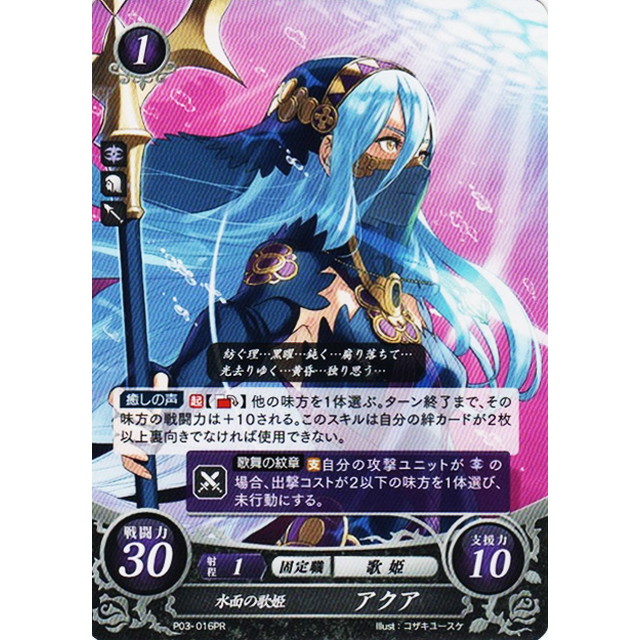 1
紡ぐ理…黒曜…鈍く…腐り落ちて…
光去りゆく…黄昏…独り思う…
癒しの声 起【】他の味方を1体選ぶ。ターン終了まで、その
味方の戦闘力は+10される。このスキルは自分の絆カードが2枚
以上裏向きでなければ使用できない。
歌舞の紋章 支 自分の攻撃ユニットが の
場合、出撃コストが2以下の味方を1体選び、
未行動にする。
戦闘力
30
射程 1 固定職 歌姫
支援力
10
水面の歌姫 アクア
P03-016PR Illust：コザキユースケ